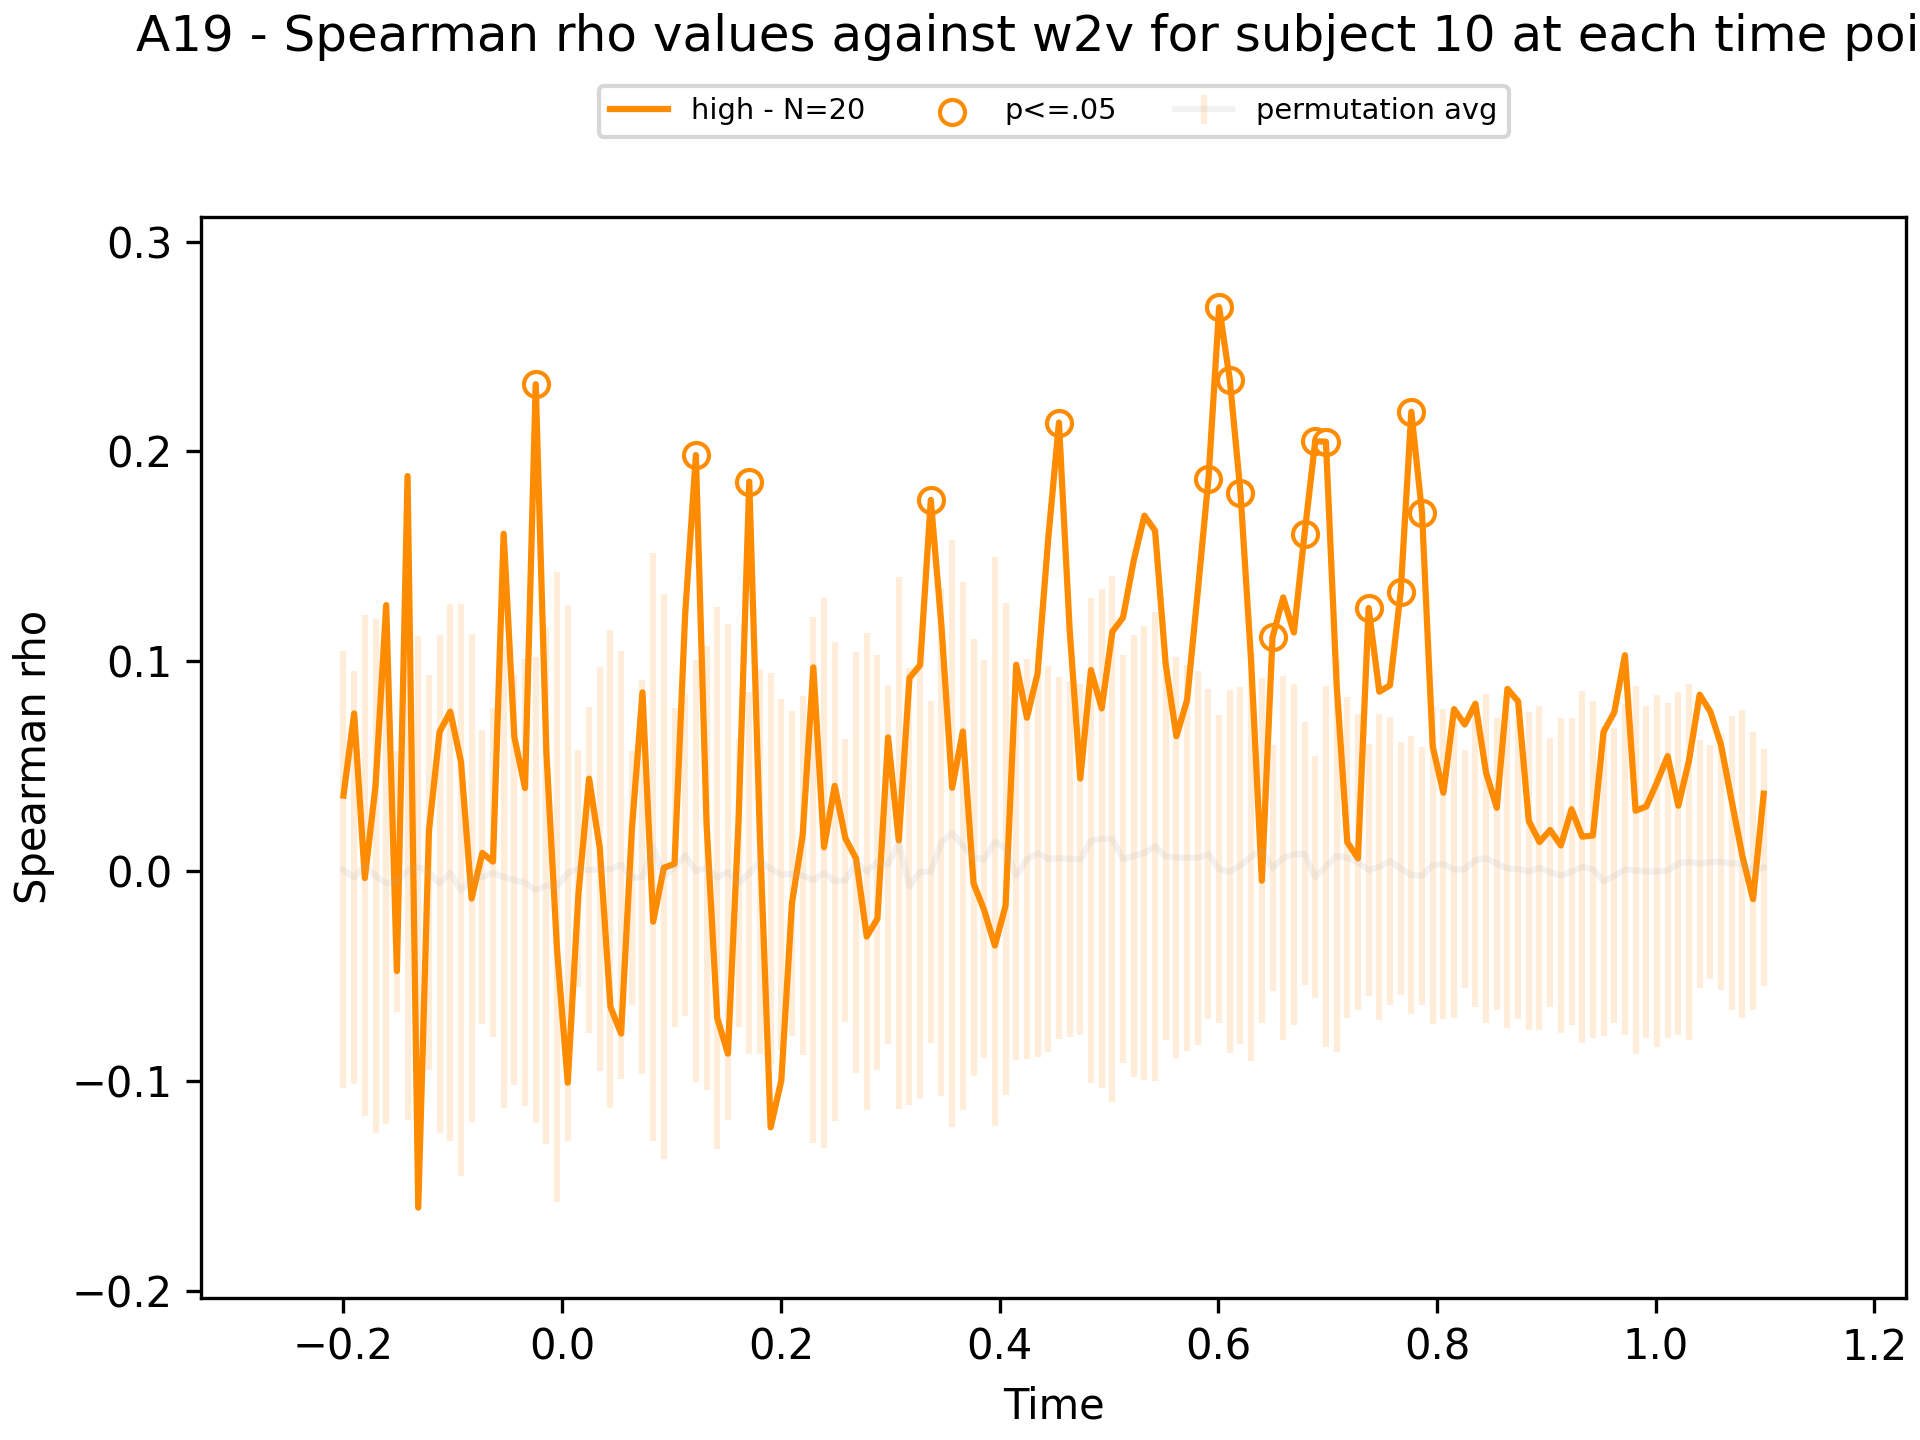 A19 - Spearman rho values against w2v for subject 10 at each time poi
high - N=20 p<=.05 permutation avg
0.3
0.2
0.1
0.0
−0.1
−0.2
Spearman rho
−0.2 0.0 0.2 0.4 0.6 0.8 1.0 1.2
Time